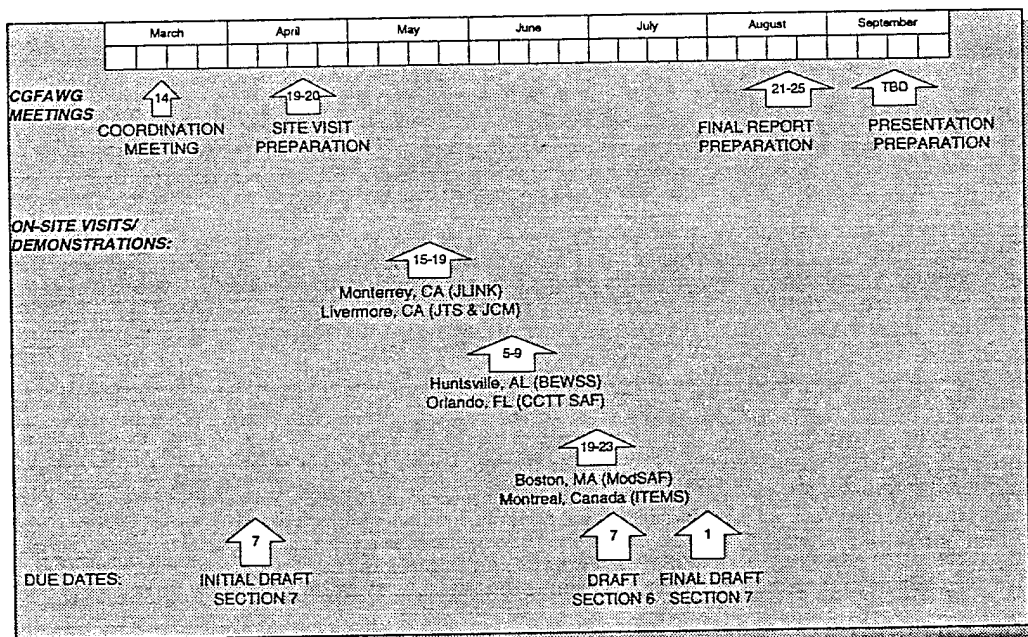 March April May June July August September
CGFAWG
MEETINGS
14
COORDINATION
MEETING
19-20
SITE VISIT
PREPARATION
21-25
FINAL REPORT
PREPARATION
TBD
PRESENTATION
PREPARATION
ON-SITE VISITS/
DEMONSTRATIONS:
15-19
Monterrey, CA (JLINK)
Livermore, CA (JTS & JCM)
5-9
Huntsville, AL (BEWSS)
Orlando, FL (CCTT SAF)
19-23
Boston, MA (ModSAF)
Montreal, Canada (ITEMS)
DUE DATES:
7
INITIAL DRAFT
SECTION 7
7
DRAFT
SECTION 6
1
FINAL DRAFT
SECTION 7